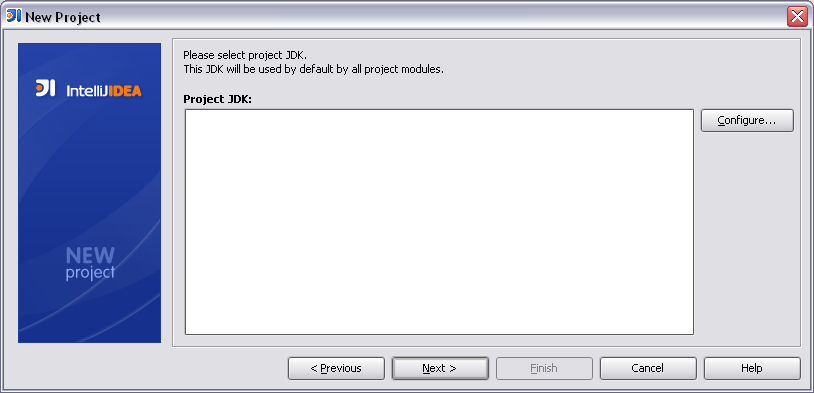 New Project
IntelliJIDEA
NEW
project
Please select project JDK.
This JDK will be used by default by all project modules.
Project JDK:
Configure...
< Previous
Next >
Finish
Cancel
Help